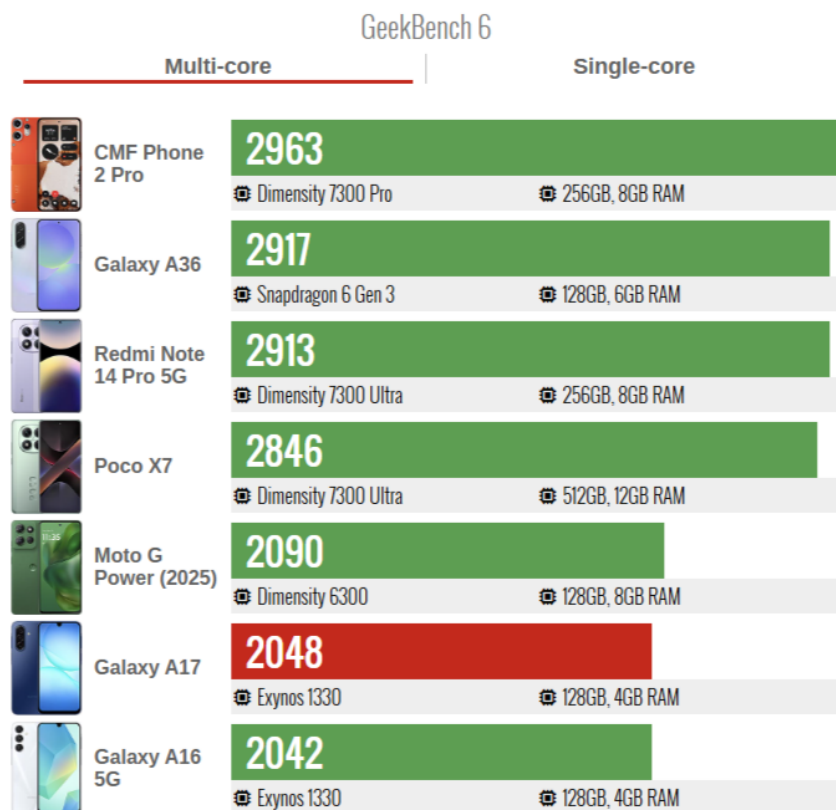 GeekBench 6
Multi-core
Single-core
CMF Phone
2 Pro
2963
Dimensity 7300 Pro
256GB, 8GB RAM
Galaxy A36
2917
Snapdragon 6 Gen 3
128GB, 6GB RAM
Redmi Note
14 Pro 5G
2913
Dimensity 7300 Ultra
256GB, 8GB RAM
Poco X7
2846
Dimensity 7300 Ultra
512GB, 12GB RAM
Moto G
Power (2025)
2090
Dimensity 6300
128GB, 8GB RAM
Galaxy A17
2048
Exynos 1330
128GB, 4GB RAM
Galaxy A16
5G
2042
Exynos 1330
128GB, 4GB RAM